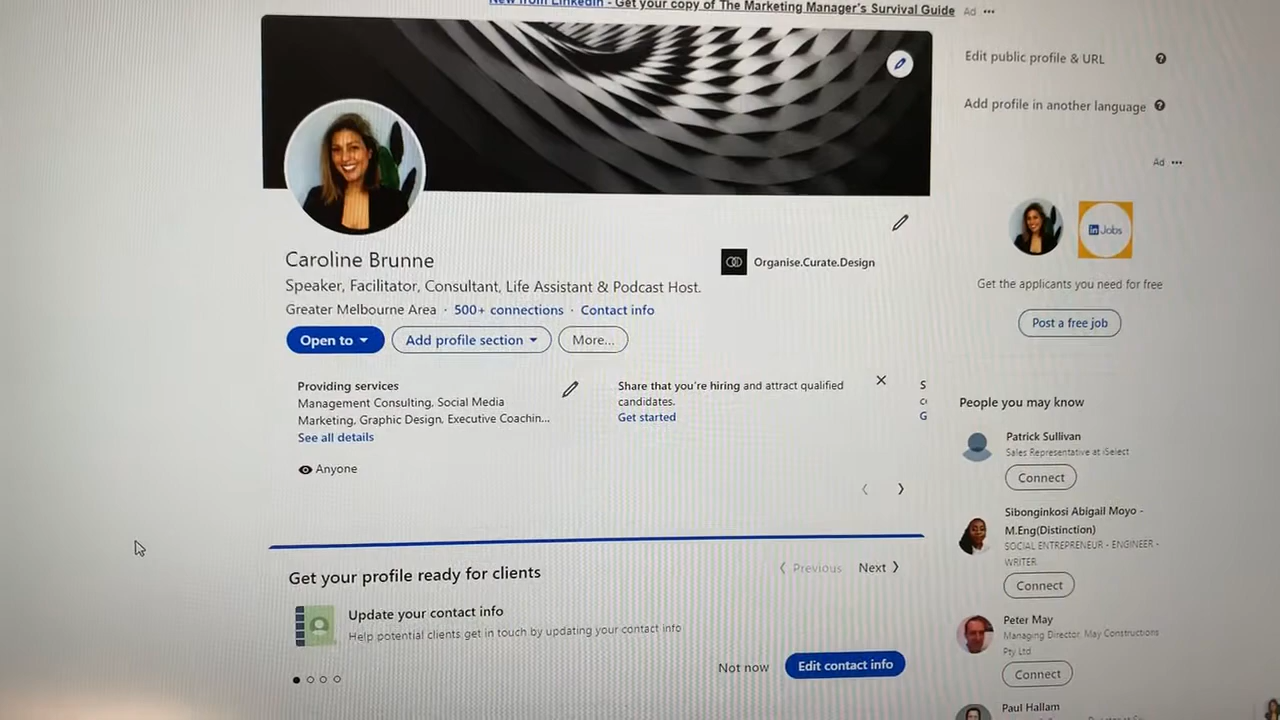 New from LinkedIn - Get your copy of The Marketing Manager's Survival Guide Ad •••
Edit public profile & URL
Add profile in another language
Ad •••
in Jobs
Get the applicants you need for free
Post a free job
Caroline Brunne
Organise.Curate.Design
Speaker, Facilitator, Consultant, Life Assistant & Podcast Host.
Greater Melbourne Area · 500+ connections · Contact info
Open to
Add profile section
More...
Providing services
Management Consulting, Social Media
Marketing, Graphic Design, Executive Coachin...
See all details
Anyone
Share that you're hiring and attract qualified
candidates.
Get started
S
G
Get your profile ready for clients
Previous
Next
Update your contact info
Help potential clients get in touch by updating your contact info
Not now
Edit contact info
People you may know
Patrick Sullivan
Sales Representative at iSelect
Connect
Sibonginkosi Abigail Moyo -
M.Eng(Distinction)
SOCIAL ENTREPRENEUR - ENGINEER -
WRITER
Connect
Peter May
Managing Director, May Constructions
Pty Ltd
Connect
Paul Hallam